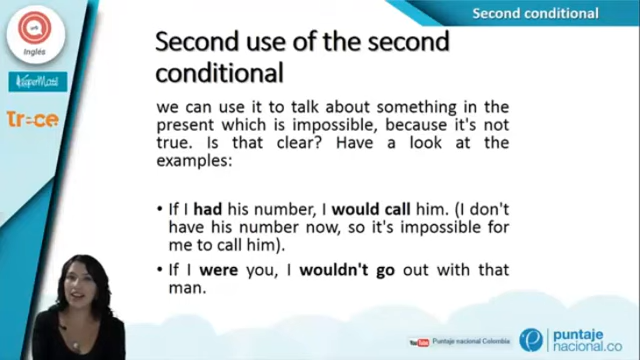 Second conditional
Inglés
Second use of the second
conditional
we can use it to talk about something in the
present which is impossible, because it's not
true. Is that clear? Have a look at the
examples:
• If I had his number, I would call him. (I don't
have his number now, so it's impossible for
me to call him).
• If I were you, I wouldn't go out with that
man.
Puntaje nacional Colombia
puntaje
nacional.co